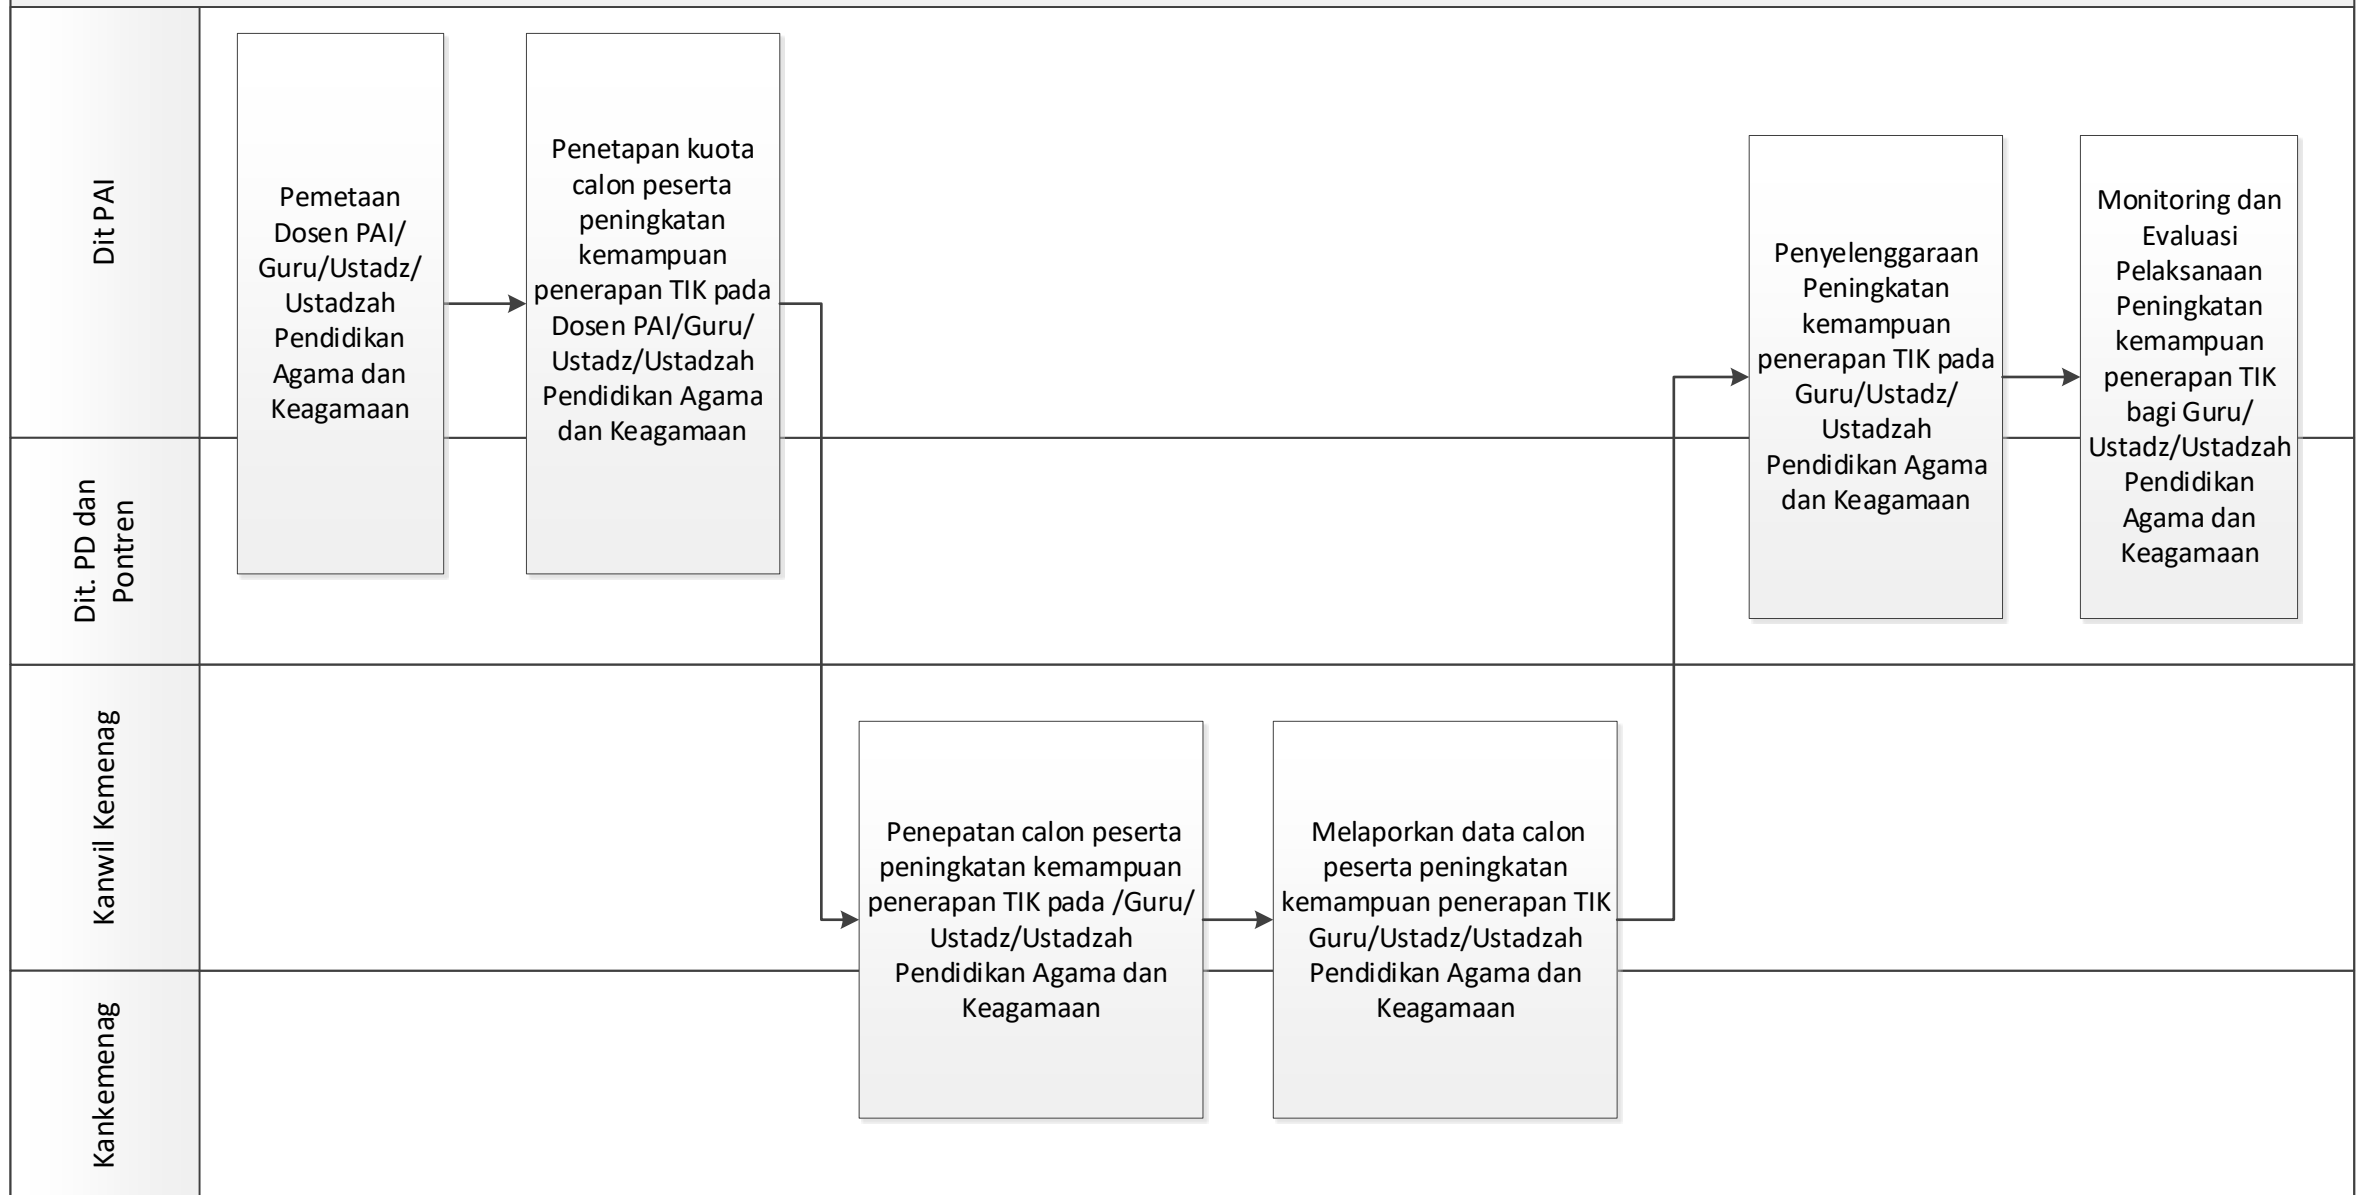 Dit PAI
Pemetaan
Dosen PAI/
Guru/Ustadz/
Ustadzah
Pendidikan
Agama dan
Keagamaan
Penetapan kuota
calon peserta
peningkatan
kemampuan
penerapan TIK pada
Dosen PAI/Guru/
Ustadz/Ustadzah
Pendidikan Agama
dan Keagamaan
Penyelenggaraan
Peningkatan
kemampuan
penerapan TIK pada
Guru/Ustadz/
Ustadzah
Pendidikan Agama
dan Keagamaan
Monitoring dan
Evaluasi
Pelaksanaan
Peningkatan
kemampuan
penerapan TIK
bagi Guru/
Ustadz/Ustadzah
Pendidikan
Agama dan
Keagamaan
Dit. PD dan
Pontren
Kanwil Kemenag
Penepatan calon peserta
peningkatan kemampuan
penerapan TIK pada /Guru/
Ustadz/Ustadzah
Pendidikan Agama dan
Keagamaan
Melaporkan data calon
peserta peningkatan
kemampuan penerapan TIK
Guru/Ustadz/Ustadzah
Pendidikan Agama dan
Keagamaan
Kankemenag